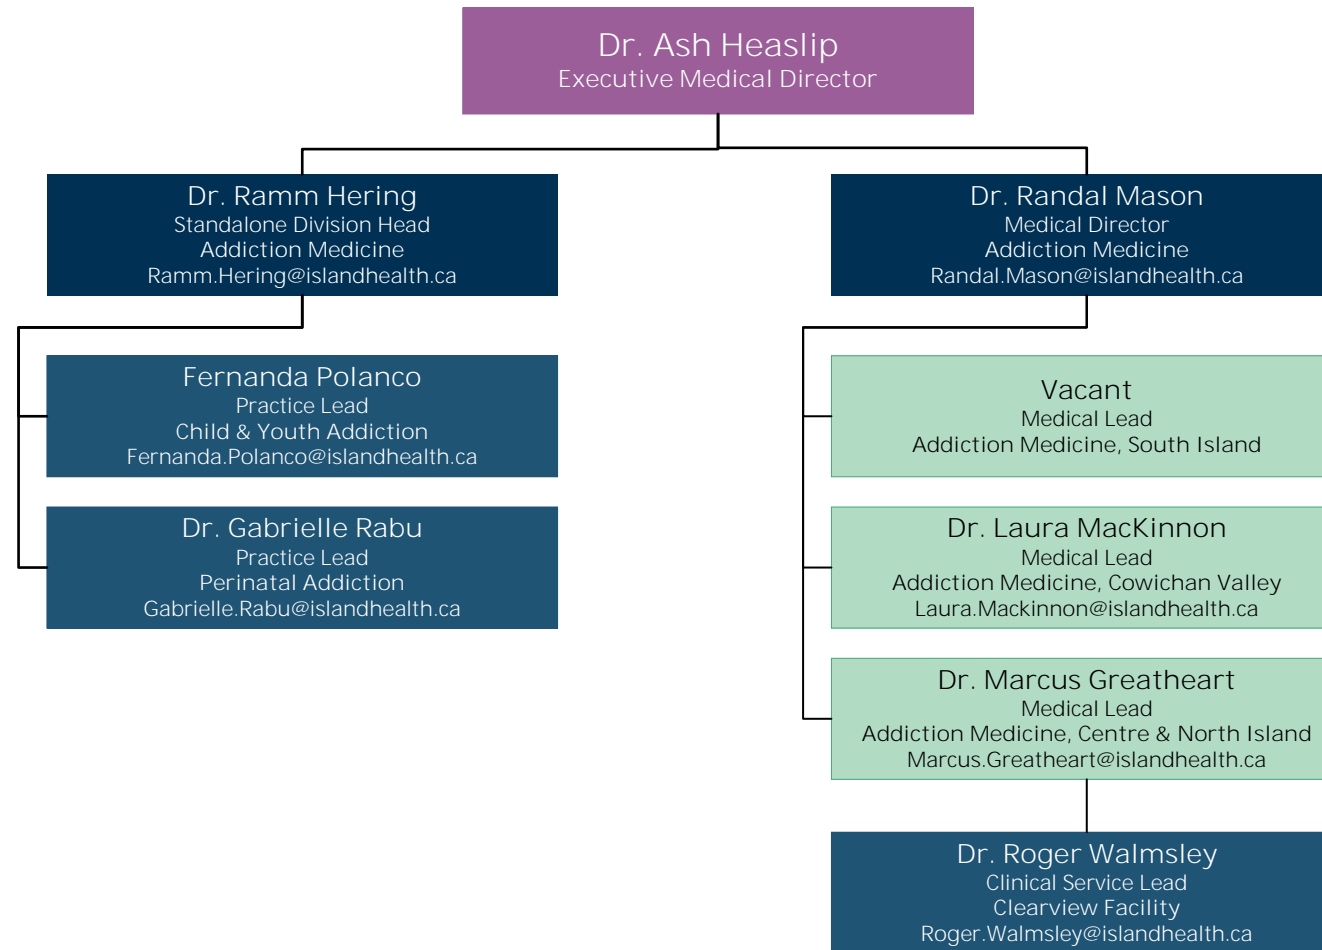 Dr. Ash Heaslip
Executive Medical Director
Dr. Ramm Hering
Standalone Division Head
Addiction Medicine
Ramm.Hering@islandhealth.ca
Fernanda Polanco
Practice Lead
Child & Youth Addiction
Fernanda.Polanco@islandhealth.ca
Dr. Gabrielle Rabu
Practice Lead
Perinatal Addiction
Gabrielle.Rabu@islandhealth.ca
Dr. Randal Mason
Medical Director
Addiction Medicine
Randal.Mason@islandhealth.ca
Vacant
Medical Lead
Addiction Medicine, South Island
Dr. Laura MacKinnon
Medical Lead
Addiction Medicine, Cowichan Valley
Laura.Mackinnon@islandhealth.ca
Dr. Marcus Greatheart
Medical Lead
Addiction Medicine, Centre & North Island
Marcus.Greatheart@islandhealth.ca
Dr. Roger Walmsley
Clinical Service Lead
Clearview Facility
Roger.Walmsley@islandhealth.ca